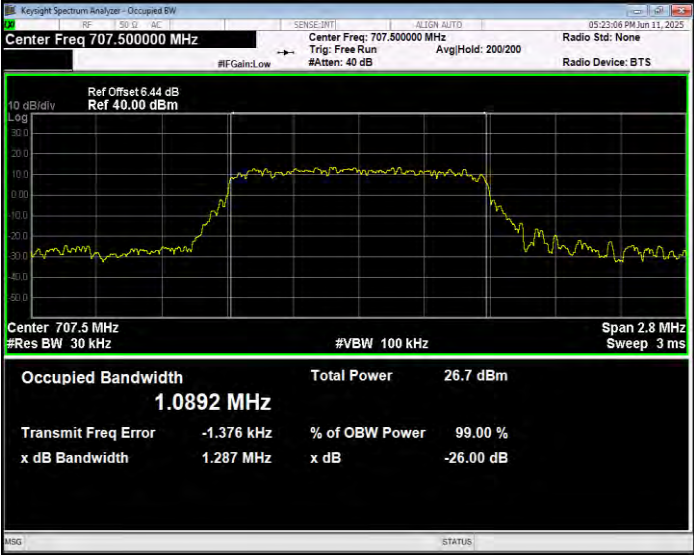 Keysight Spectrum Analyzer - Occupied BW
RF 50 Ω AC SENSE:INT ALIGN AUTO 05:23:06 PM Jun 11, 2025
Center Freq 707.500000 MHz
Center Freq: 707.500000 MHz
Radio Std: None
Trig: Free Run Avg|Hold: 200/200
#IFGain:Low #Atten: 40 dB Radio Device: BTS
Ref Offset 6.44 dB
10 dB/div Ref 40.00 dBm
Log
30.0
20.0
10.0
0.00
-10.0
-20.0
-30.0
-40.0
-50.0
Center 707.5 MHz Span 2.8 MHz
#Res BW 30 kHz #VBW 100 kHz Sweep 3 ms
Occupied Bandwidth Total Power 26.7 dBm
1.0892 MHz
Transmit Freq Error -1.376 kHz % of OBW Power 99.00 %
x dB Bandwidth 1.287 MHz x dB -26.00 dB
MSG STATUS